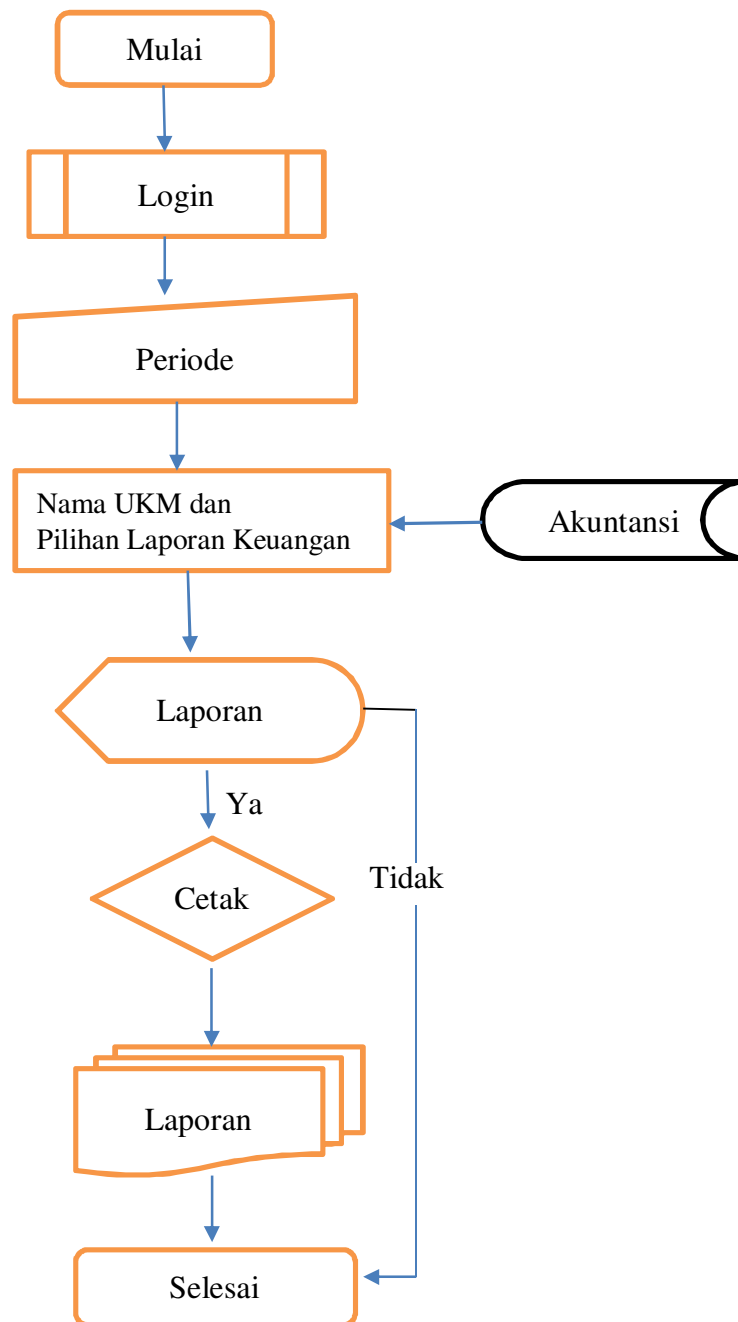 Mulai
Login
Periode
Nama UKM dan
Pilihan Laporan Keuangan
Akuntansi
Laporan
Ya
Tidak
Cetak
Laporan
Selesai